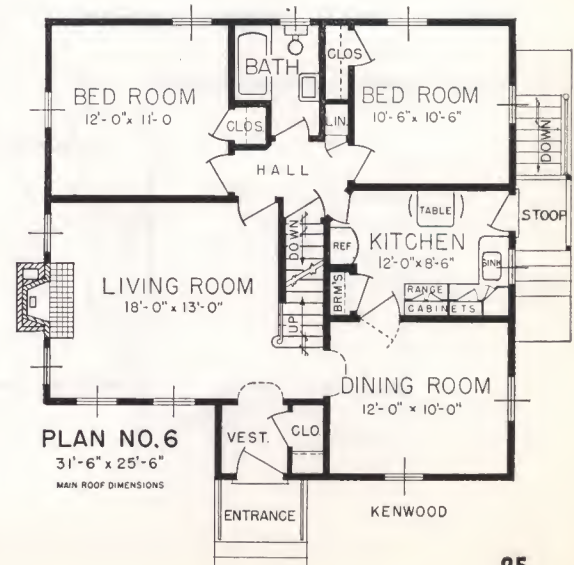 BATH
CLOS
BED ROOM
12'-0" x 11'-0
BED ROOM
10'-6" x 10'-6"
CLOS.
LIN.
DOWN
HALL
TABLE
STOOP
DOWN
REF
KITCHEN
12'-0" x 8'-6"
SINK
LIVING ROOM
18'-0" x 13'-0"
BRM'S
RANGE
CABINETS
UP
DINING ROOM
12'-0" x 10'-0"
PLAN NO. 6
31'-6" x 25'-6"
MAIN ROOF DIMENSIONS
VEST.
CLO.
ENTRANCE
KENWOOD